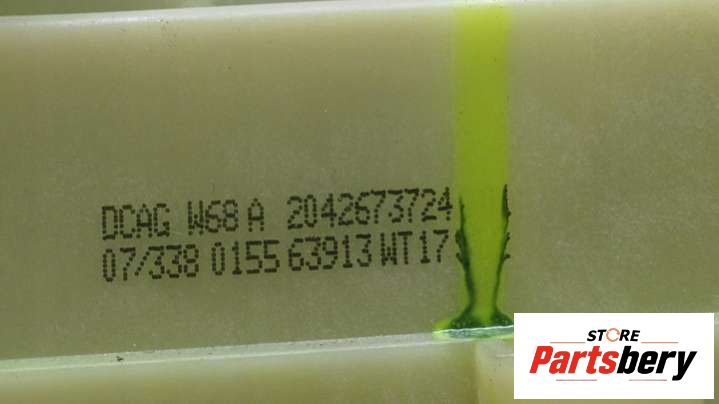 DCAG W68 A 2042673724
07/338 0155 63913 WT17
STORE
Partsbery